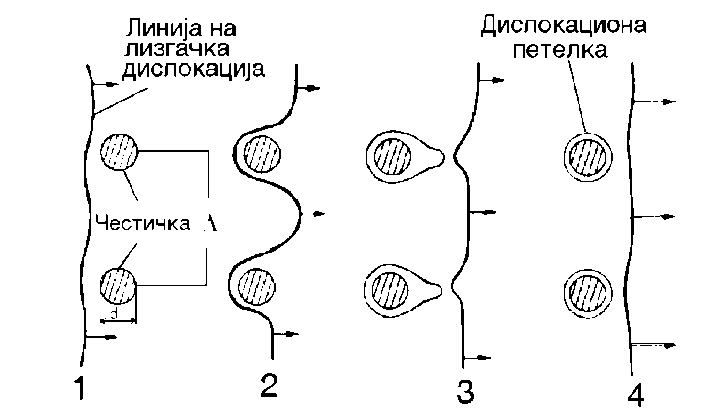 Линија на
лизгачка
дислокација
Дислокациона
петелка
Честичка Λ
d
1
2
3
4